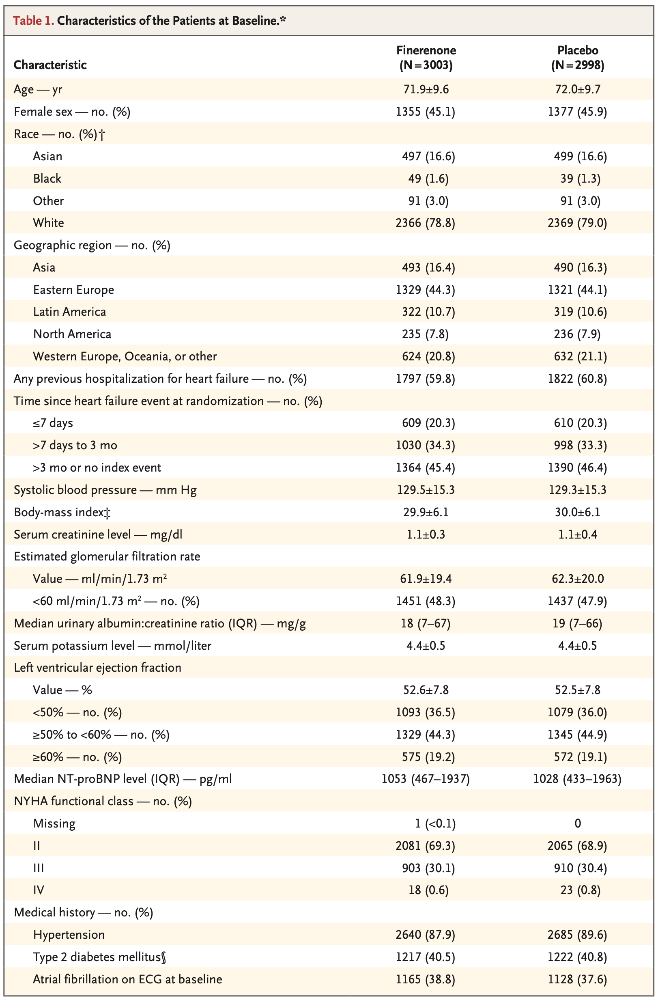 Table 1. Characteristics of the Patients at Baseline.*
Characteristic Finerenone (N=3003) Placebo (N=2998)
Age — yr 71.9±9.6 72.0±9.7
Female sex — no. (%) 1355 (45.1) 1377 (45.9)
Race — no. (%)†
Asian 497 (16.6) 499 (16.6)
Black 49 (1.6) 39 (1.3)
Other 91 (3.0) 91 (3.0)
White 2366 (78.8) 2369 (79.0)
Geographic region — no. (%)
Asia 493 (16.4) 490 (16.3)
Eastern Europe 1329 (44.3) 1321 (44.1)
Latin America 322 (10.7) 319 (10.6)
North America 235 (7.8) 236 (7.9)
Western Europe, Oceania, or other 624 (20.8) 632 (21.1)
Any previous hospitalization for heart failure — no. (%) 1797 (59.8) 1822 (60.8)
Time since heart failure event at randomization — no. (%)
≤7 days 609 (20.3) 610 (20.3)
>7 days to 3 mo 1030 (34.3) 998 (33.3)
>3 mo or no index event 1364 (45.4) 1390 (46.4)
Systolic blood pressure — mm Hg 129.5±15.3 129.3±15.3
Body-mass index‡ 29.9±6.1 30.0±6.1
Serum creatinine level — mg/dl 1.1±0.3 1.1±0.4
Estimated glomerular filtration rate
Value — ml/min/1.73 m² 61.9±19.4 62.3±20.0
<60 ml/min/1.73 m² — no. (%) 1451 (48.3) 1437 (47.9)
Median urinary albumin:creatinine ratio (IQR) — mg/g 18 (7–67) 19 (7–66)
Serum potassium level — mmol/liter 4.4±0.5 4.4±0.5
Left ventricular ejection fraction
Value — % 52.6±7.8 52.5±7.8
<50% — no. (%) 1093 (36.5) 1079 (36.0)
≥50% to <60% — no. (%) 1329 (44.3) 1345 (44.9)
≥60% — no. (%) 575 (19.2) 572 (19.1)
Median NT-proBNP level (IQR) — pg/ml 1053 (467–1937) 1028 (433–1963)
NYHA functional class — no. (%)
Missing 1 (<0.1) 0
II 2081 (69.3) 2065 (68.9)
III 903 (30.1) 910 (30.4)
IV 18 (0.6) 23 (0.8)
Medical history — no. (%)
Hypertension 2640 (87.9) 2685 (89.6)
Type 2 diabetes mellitus§ 1217 (40.5) 1222 (40.8)
Atrial fibrillation on ECG at baseline 1165 (38.8) 1128 (37.6)